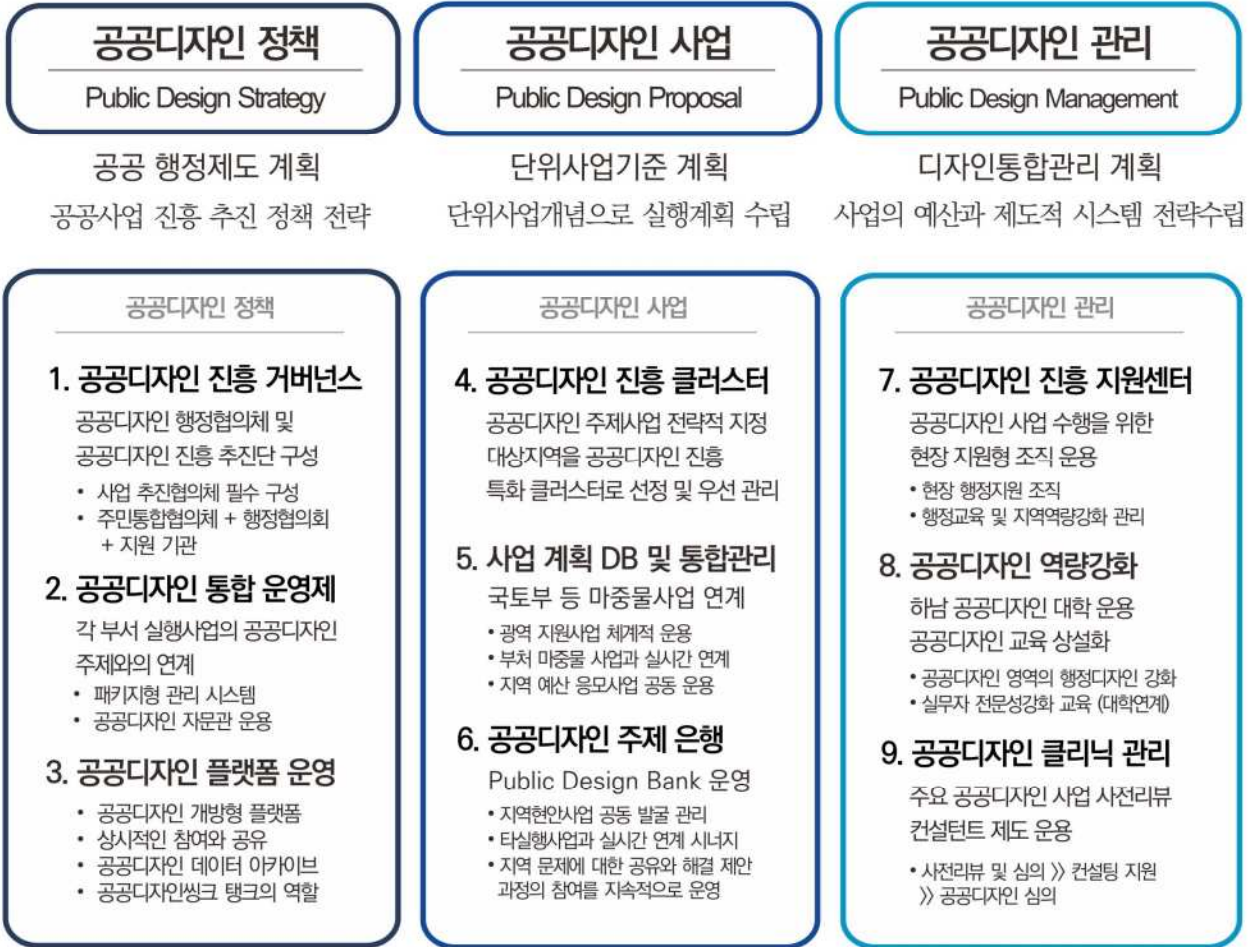 공공디자인 정책
Public Design Strategy
공공 행정제도 계획
공공사업 진흥 추진 정책 전략
공공디자인 사업
Public Design Proposal
단위사업기준 계획
단위사업개념으로 실행계획 수립
공공디자인 관리
Public Design Management
디자인통합관리 계획
사업의 예산과 제도적 시스템 전략수립
공공디자인 정책
1. 공공디자인 진흥 거버넌스
공공디자인 행정협의체 및
공공디자인 진흥 추진단 구성
• 사업 추진협의체 필수 구성
• 주민통합협의체 + 행정협의회
+ 지원 기관
2. 공공디자인 통합 운영제
각 부서 실행사업의 공공디자인
주제와의 연계
• 패키지형 관리 시스템
• 공공디자인 자문관 운용
3. 공공디자인 플랫폼 운영
• 공공디자인 개방형 플랫폼
• 상시적인 참여와 공유
• 공공디자인 데이터 아카이브
• 공공디자인씽크 탱크의 역할
공공디자인 사업
4. 공공디자인 진흥 클러스터
공공디자인 주제사업 전략적 지정
대상지역을 공공디자인 진흥
특화 클러스터로 선정 및 우선 관리
5. 사업 계획 DB 및 통합관리
국토부 등 마중물사업 연계
• 광역 지원사업 체계적 운용
• 부처 마중물 사업과 실시간 연계
• 지역 예산 응모사업 공동 운용
6. 공공디자인 주제 은행
Public Design Bank 운영
• 지역현안사업 공동 발굴 관리
• 타실행사업과 실시간 연계 시너지
• 지역 문제에 대한 공유와 해결 제안
과정의 참여를 지속적으로 운영
공공디자인 관리
7. 공공디자인 진흥 지원센터
공공디자인 사업 수행을 위한
현장 지원형 조직 운용
• 현장 행정지원 조직
• 행정교육 및 지역역량강화 관리
8. 공공디자인 역량강화
하남 공공디자인 대학 운용
공공디자인 교육 상설화
• 공공디자인 영역의 행정디자인 강화
• 실무자 전문성강화 교육 (대학연계)
9. 공공디자인 클리닉 관리
주요 공공디자인 사업 사전리뷰
컨설턴트 제도 운용
• 사전리뷰 및 심의 》 컨설팅 지원
》 공공디자인 심의